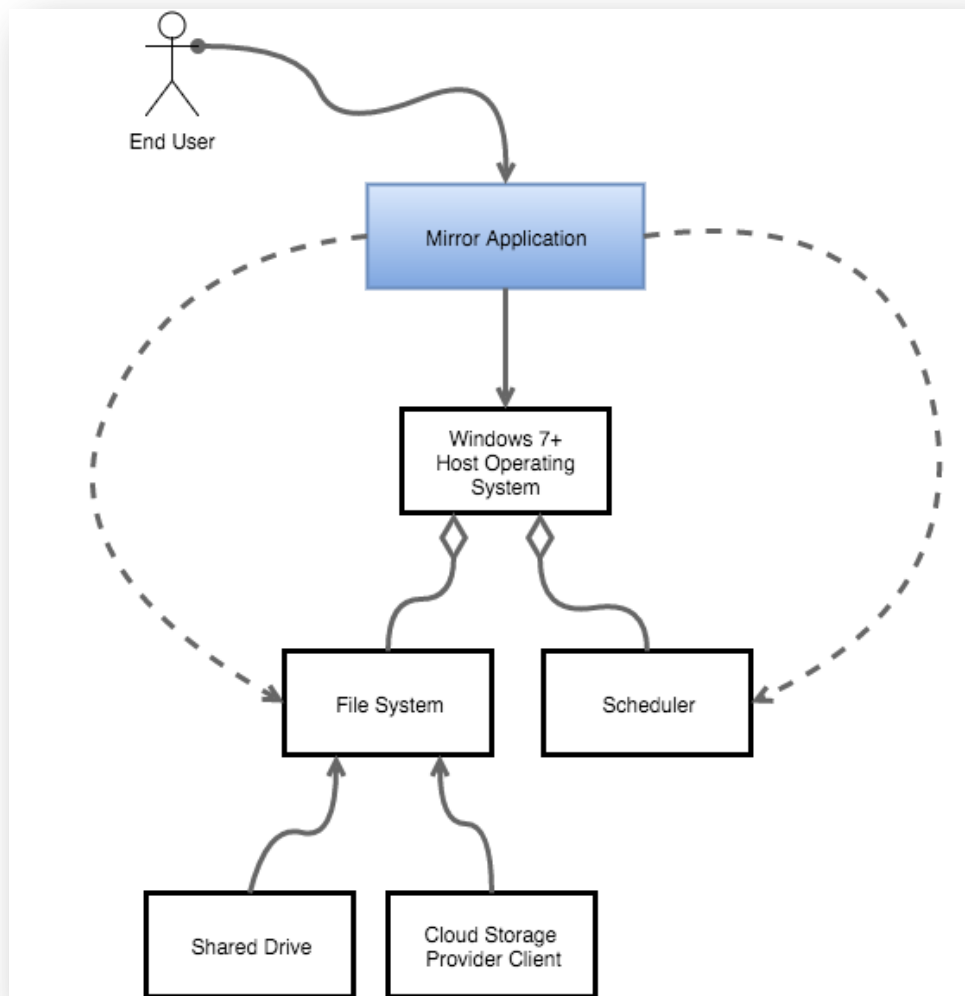 End User
Mirror Application
Windows 7+
Host Operating
System
File System
Scheduler
Shared Drive
Cloud Storage
Provider Client